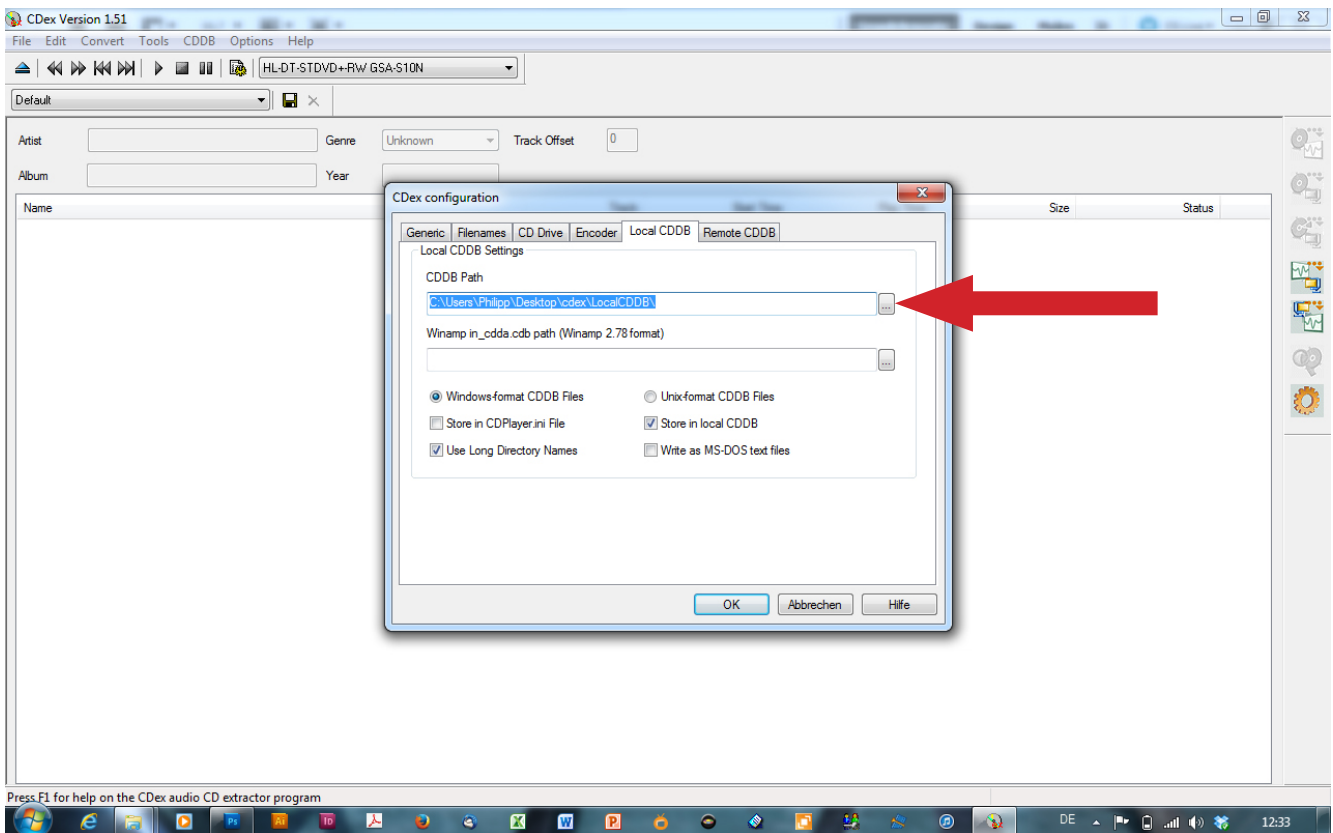 CDex Version 1.51
File Edit Convert Tools CDDB Options Help
HL-DT-STDVD+-RW GSA-S10N
Default
Artist Genre Unknown Track Offset 0
Album Year
CDex configuration
Name Size Status
Generic Filenames CD Drive Encoder Local CDDB Remote CDDB
Local CDDB Settings
CDDB Path
C:\Users\Philipp\Desktop\cdex\LocalCDDB\
...
Winamp in_cdda.cdb path (Winamp 2.78 format)
...
Windows-format CDDB Files Unix-format CDDB Files
Store in CDPlayer.ini File Store in local CDDB
Use Long Directory Names Write as MS-DOS text files
OK Abbrechen Hilfe
Press F1 for help on the CDex audio CD extractor program
Ps Ai ID W P DE 12:33